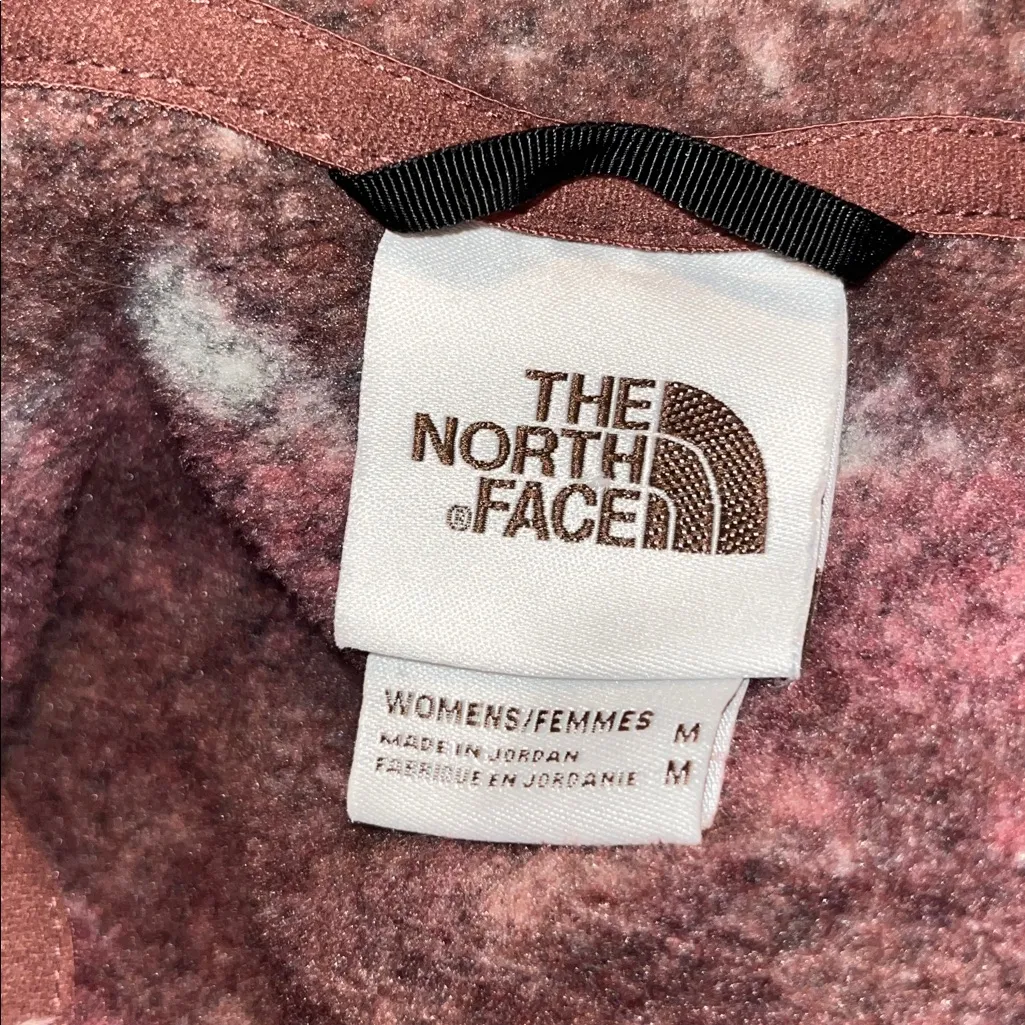 THE
NORTH
®FACE
WOMENS/FEMMES M
MADE IN JORDAN
FABRIQUE EN JORDANIE M